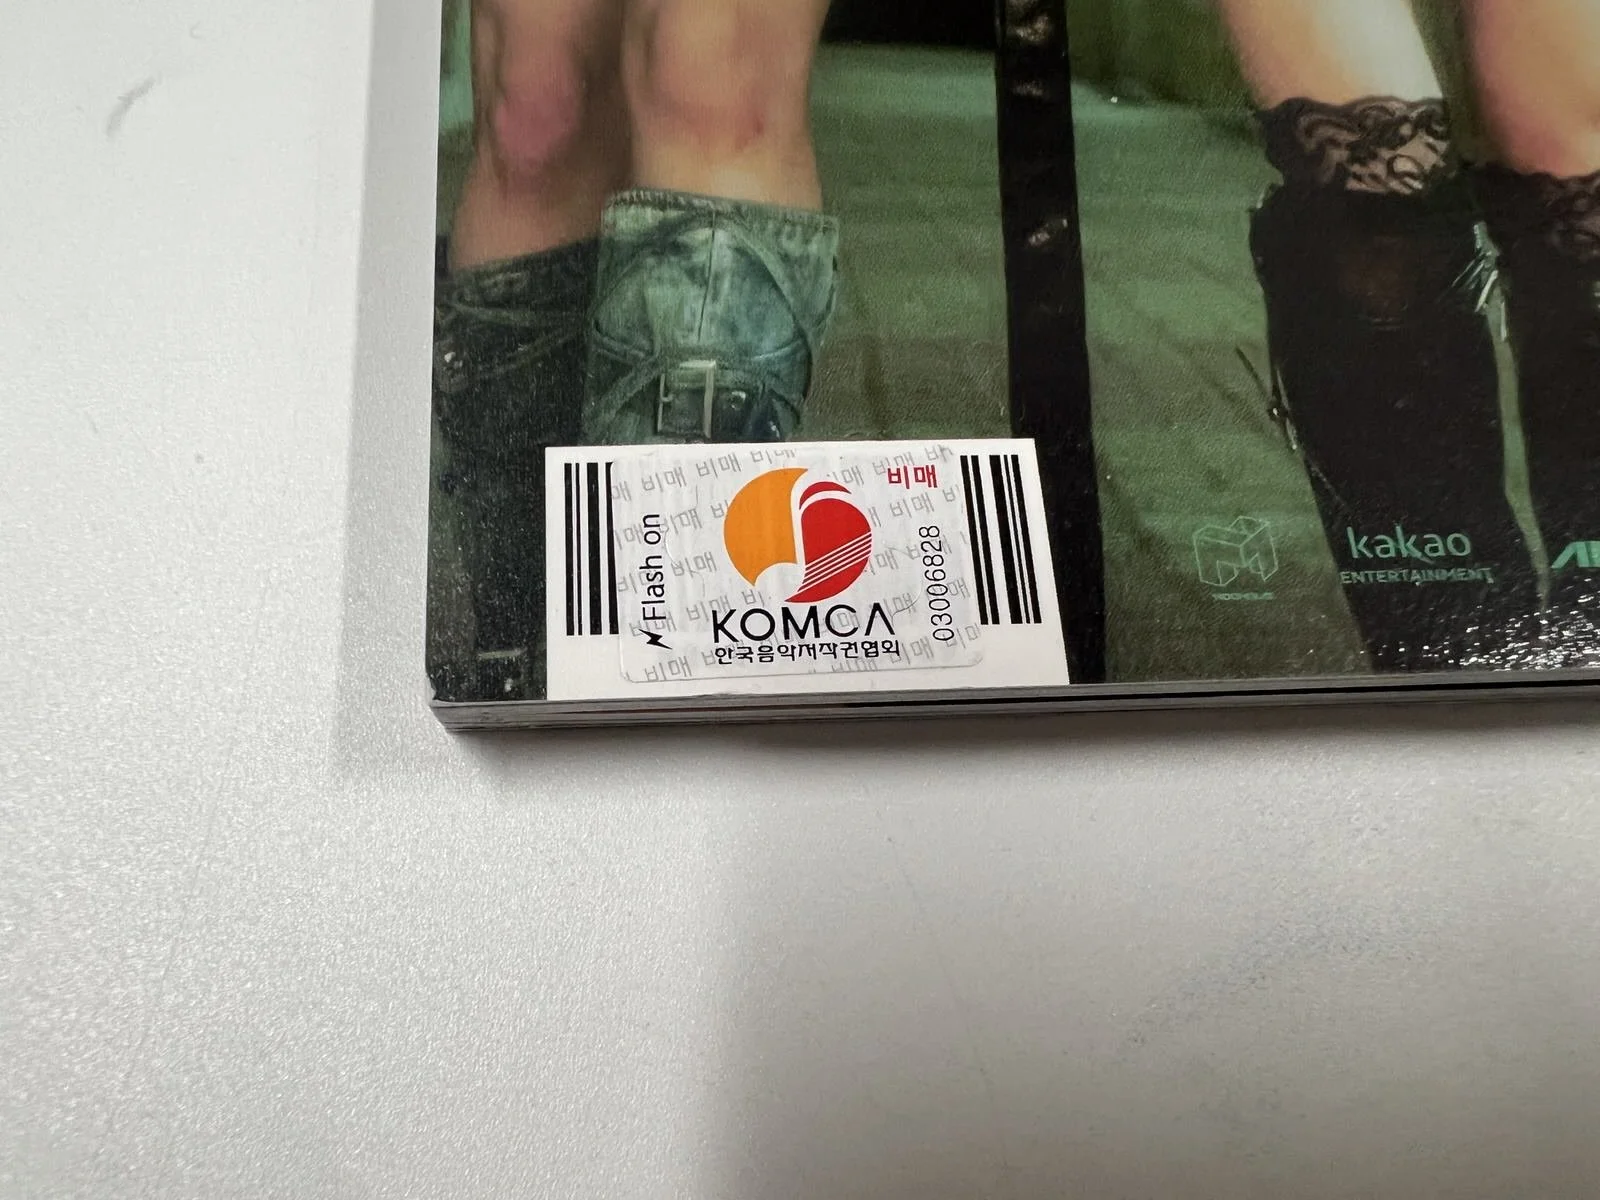 비매
Flash on
03006828
KOMCA
한국음악저작권협회
kakao
ENTERTAINMENT